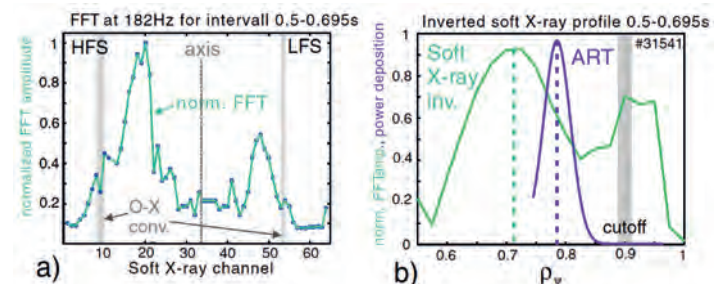 FFT at 182Hz for intervall 0.5-0.695s
normalized FFT amplitude
1
0.8
0.6
0.4
0.2
HFS
axis
LFS
norm. FFT
O-X
conv.
10 20 30 40 50 60
Soft X-ray channel
a)
Inverted soft X-ray profile 0.5-0.695s
norm. FFTamp., power deposition
1
0.8
0.6
0.4
0.2
0
Soft
X-ray
inv.
ART
#31541
cutoff
0.6 0.7 0.8 0.9 1
ρψ
b)